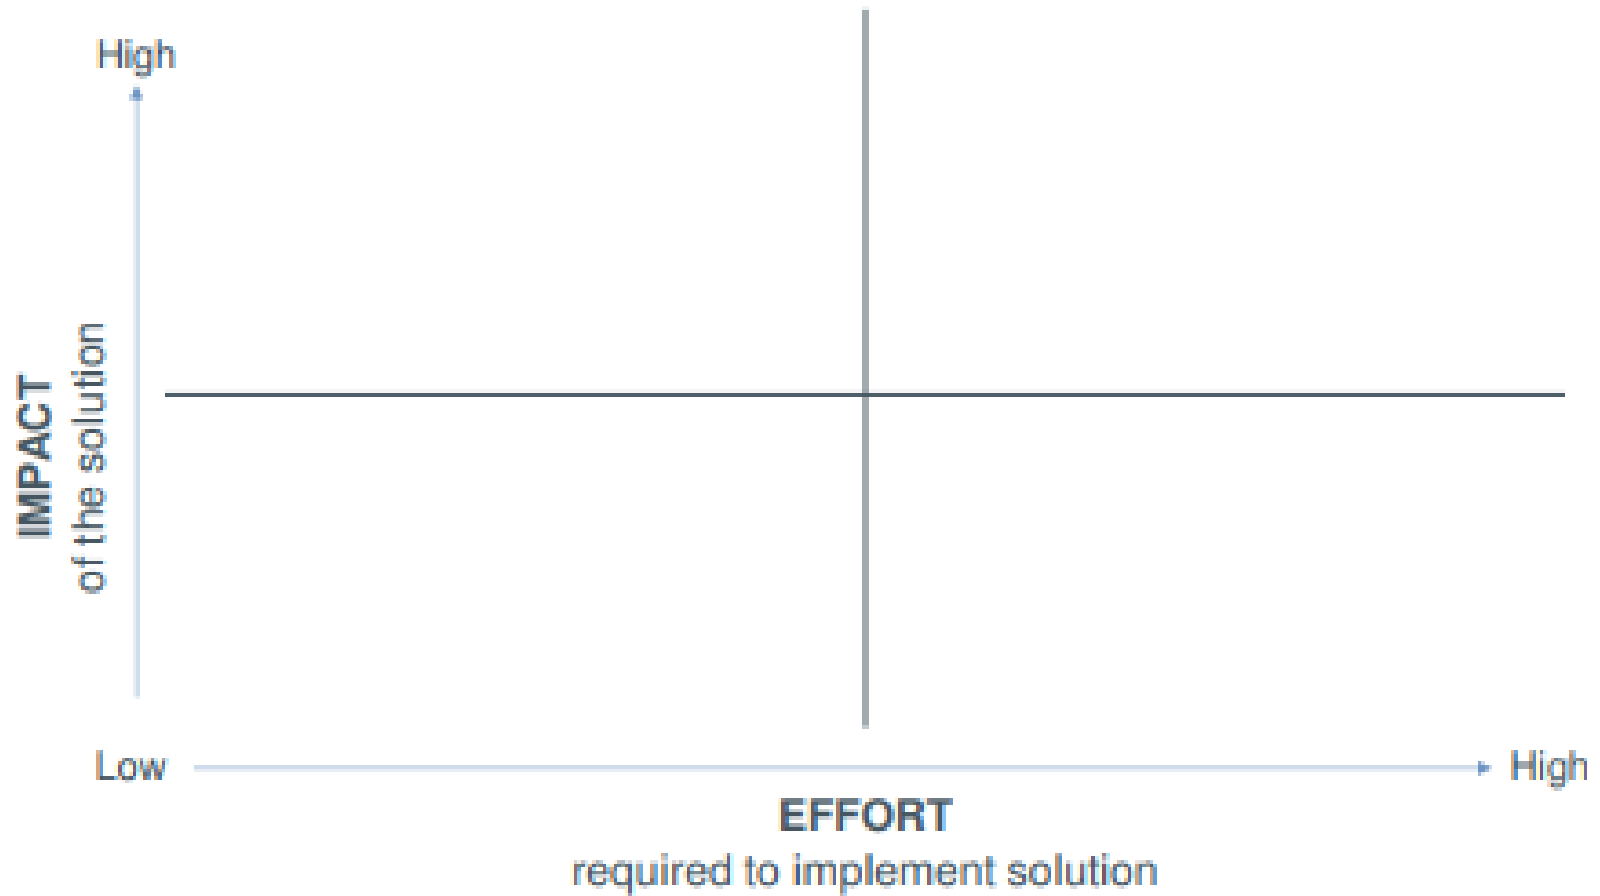 High
IMPACT
of the solution
Low
High
EFFORT
required to implement solution